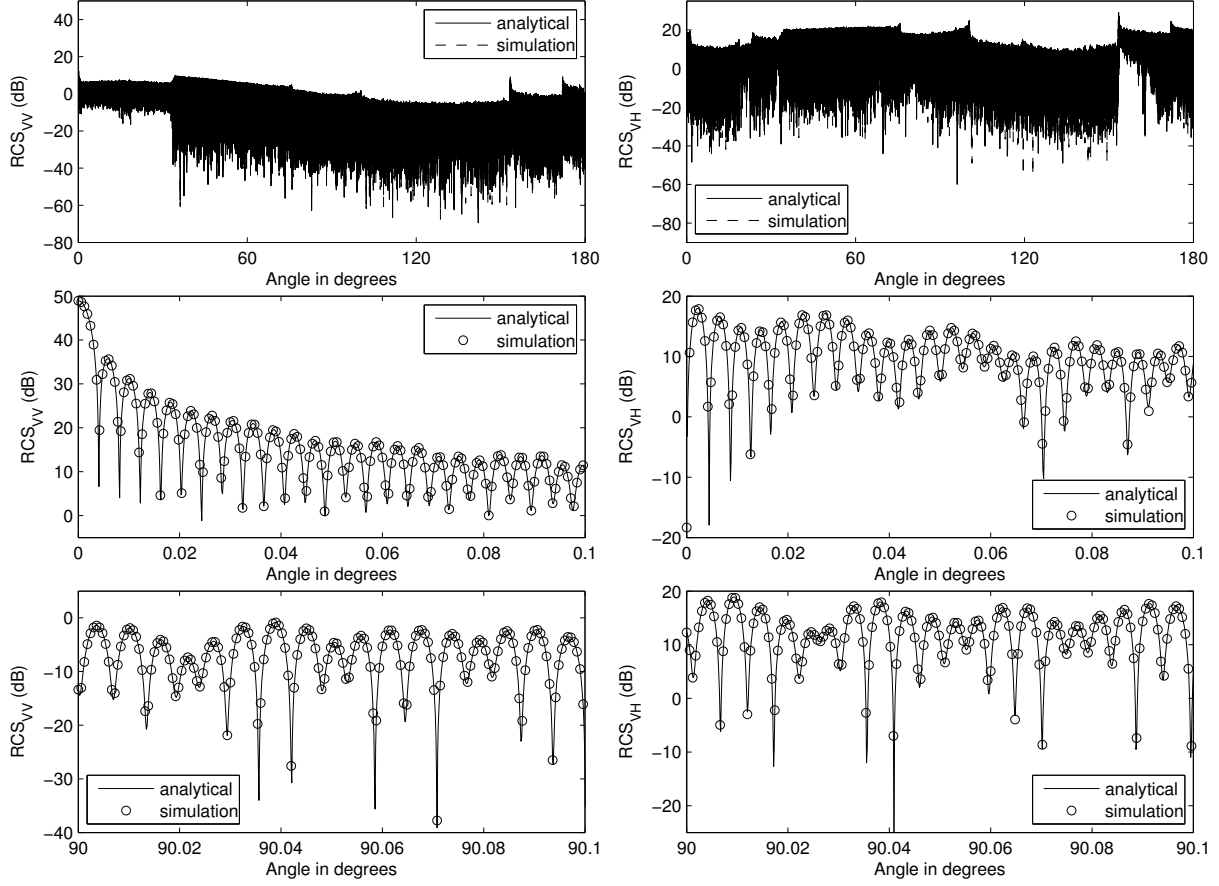 40
20
0
−20
−40
−60
−80
RCS_VV (dB)
analytical
simulation
0
60
120
180
Angle in degrees
20
0
−20
−40
−60
−80
RCS_VH (dB)
analytical
simulation
0
60
120
180
Angle in degrees
50
40
30
20
10
0
RCS_VV (dB)
analytical
simulation
0
0.02
0.04
0.06
0.08
0.1
Angle in degrees
20
10
0
−10
−20
RCS_VH (dB)
analytical
simulation
0
0.02
0.04
0.06
0.08
0.1
Angle in degrees
0
−10
−20
−30
−40
RCS_VV (dB)
analytical
simulation
90
90.02
90.04
90.06
90.08
90.1
Angle in degrees
20
10
0
−10
−20
RCS_VH (dB)
analytical
simulation
90
90.02
90.04
90.06
90.08
90.1
Angle in degrees